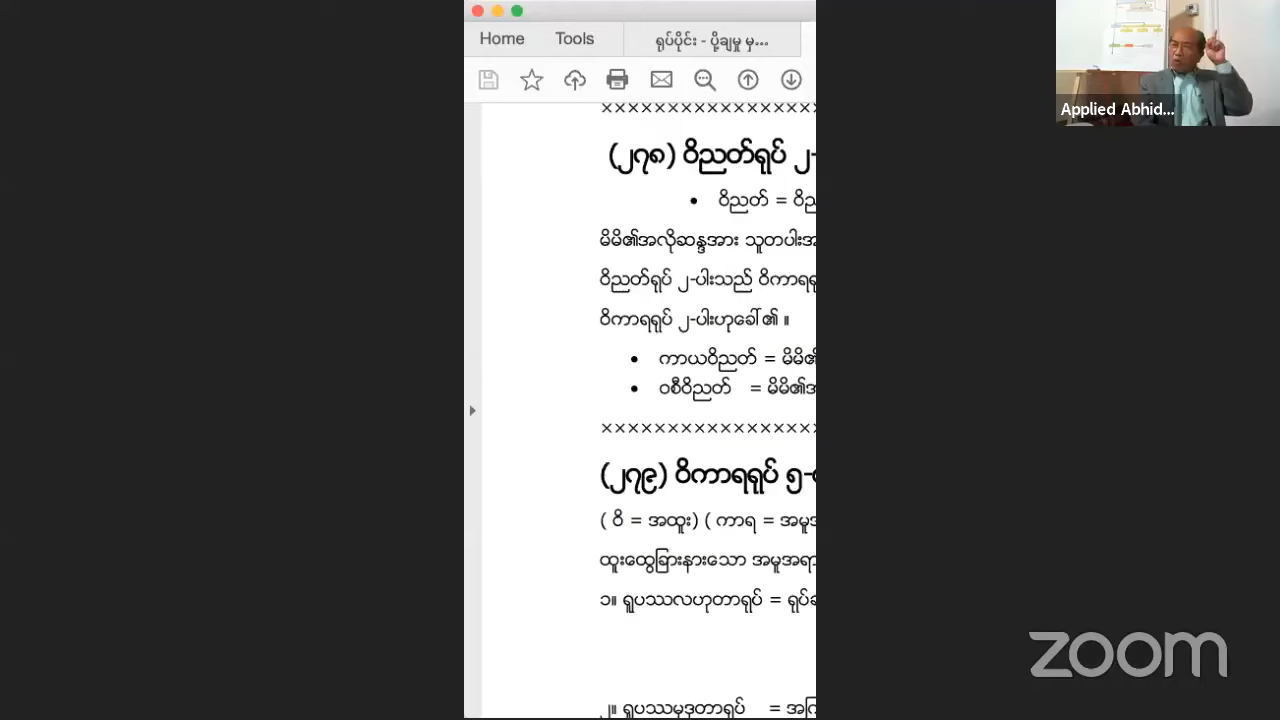 Home Tools ရုပ်ပိုင်း - ပို့ချမှု မှ...
Applied Abhid...
××××××××××××××××
(၂၇၈) ဝိညတ်ရုပ် ၂-
• ဝိညတ် = ဝိည
မိမိ၏အလိုဆန္ဒအား သူတပါးအ
ဝိညတ်ရုပ် ၂-ပါးသည် ဝိကာရရု
ဝိကာရရုပ် ၂-ပါးဟုခေါ်၏ ။
• ကာယဝိညတ် = မိမိ၏
• ဝစီဝိညတ် = မိမိ၏အ
××××××××××××××××
(၂၇၉) ဝိကာရရုပ် ၅-
( ဝိ = အထူး) ( ကာရ = အမူအ
ထူးထွေခြားနားသော အမူအရာ
၁။ ရူပဿလဟုတာရုပ် = ရုပ်
၂။ ရူပဿမုဒုတာရုပ် = အကြ
zoom